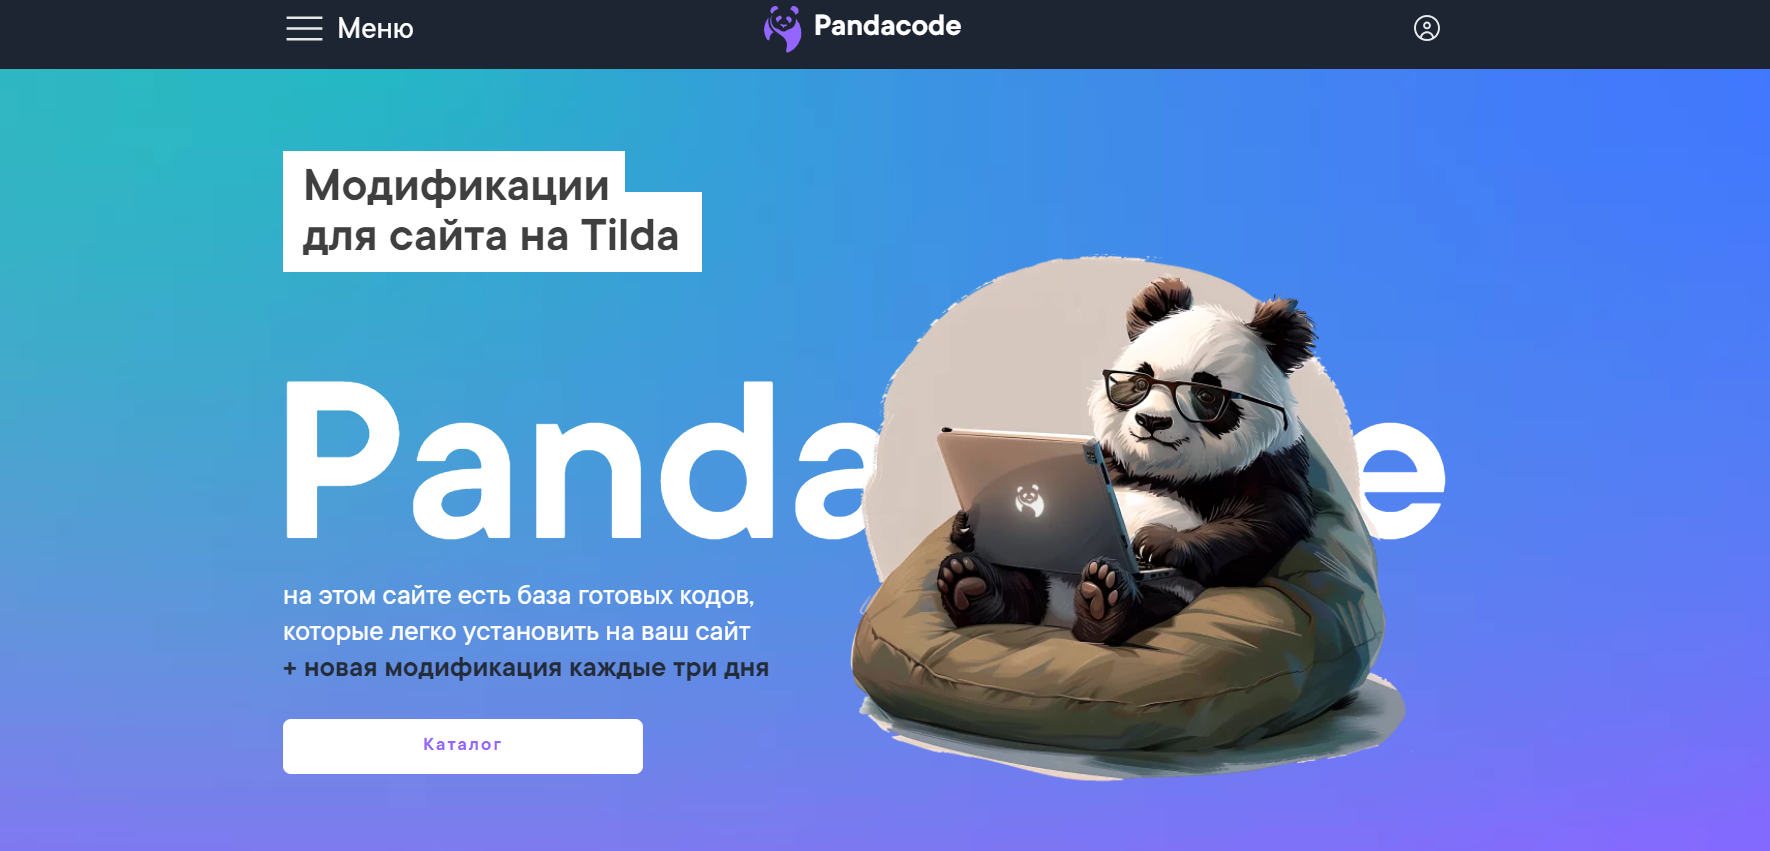 Меню
Pandacode
Модификации
для сайта на Tilda
Panda e
на этом сайте есть база готовых кодов,
которые легко установить на ваш сайт
+ новая модификация каждые три дня
Каталог